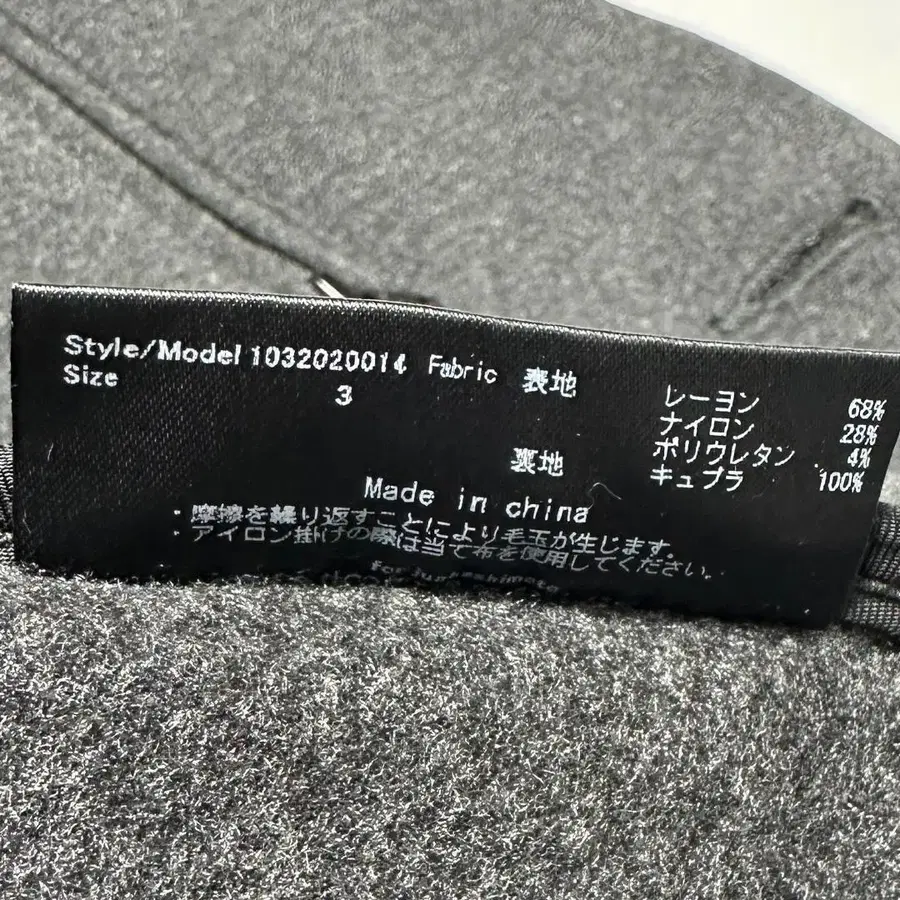 Style/Model 1032020014 Fabric 表地 レーヨン 68%
Size 3 ナイロン 28%
ポリウレタン 4%
裏地 キュプラ 100%
Made in china
・摩擦を繰り返すことにより毛玉が生じます。
・アイロン掛けの際は当て布を使用してください。